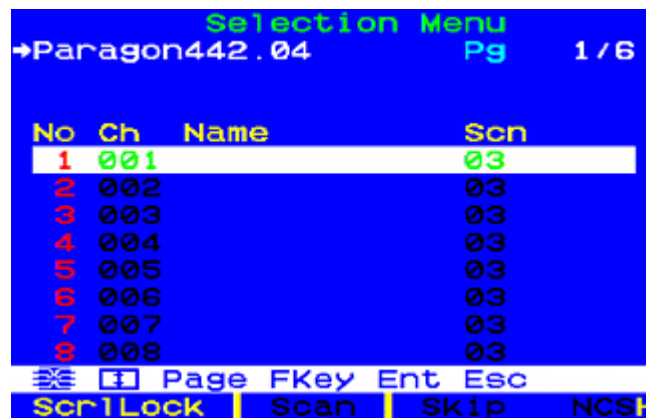 Selection Menu
→Paragon442.04 Pg 1/6
No Ch Name Scn
1 001 03
2 002 03
3 003 03
4 004 03
5 005 03
6 006 03
7 007 03
8 008 03
Page FKey Ent Esc
ScrlLock Scan Skip NCS